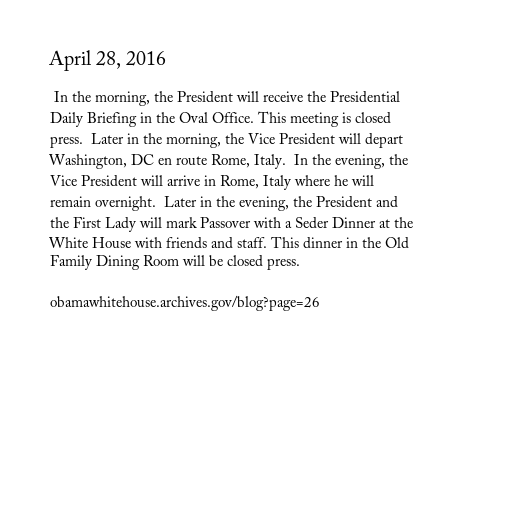 April 28, 2016
In the morning, the President will receive the Presidential
Daily Briefing in the Oval Office. This meeting is closed
press.  Later in the morning, the Vice President will depart
Washington, DC en route Rome, Italy.  In the evening, the
Vice President will arrive in Rome, Italy where he will
remain overnight.  Later in the evening, the President and
the First Lady will mark Passover with a Seder Dinner at the
White House with friends and staff. This dinner in the Old
Family Dining Room will be closed press.
obamawhitehouse.archives.gov/blog?page=26